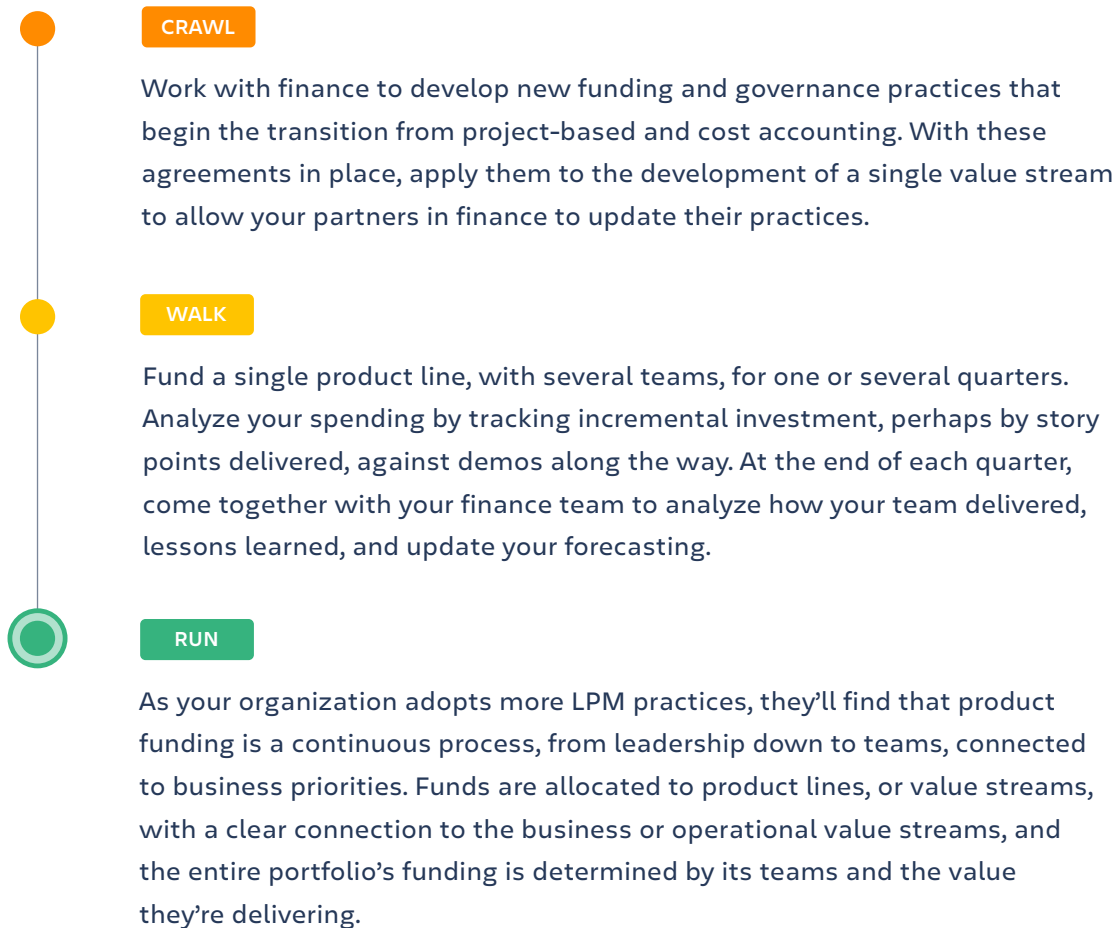 CRAWL
Work with finance to develop new funding and governance practices that
begin the transition from project-based and cost accounting. With these
agreements in place, apply them to the development of a single value stream
to allow your partners in finance to update their practices.
WALK
Fund a single product line, with several teams, for one or several quarters.
Analyze your spending by tracking incremental investment, perhaps by story
points delivered, against demos along the way. At the end of each quarter,
come together with your finance team to analyze how your team delivered,
lessons learned, and update your forecasting.
RUN
As your organization adopts more LPM practices, they’ll find that product
funding is a continuous process, from leadership down to teams, connected
to business priorities. Funds are allocated to product lines, or value streams,
with a clear connection to the business or operational value streams, and
the entire portfolio’s funding is determined by its teams and the value
they’re delivering.